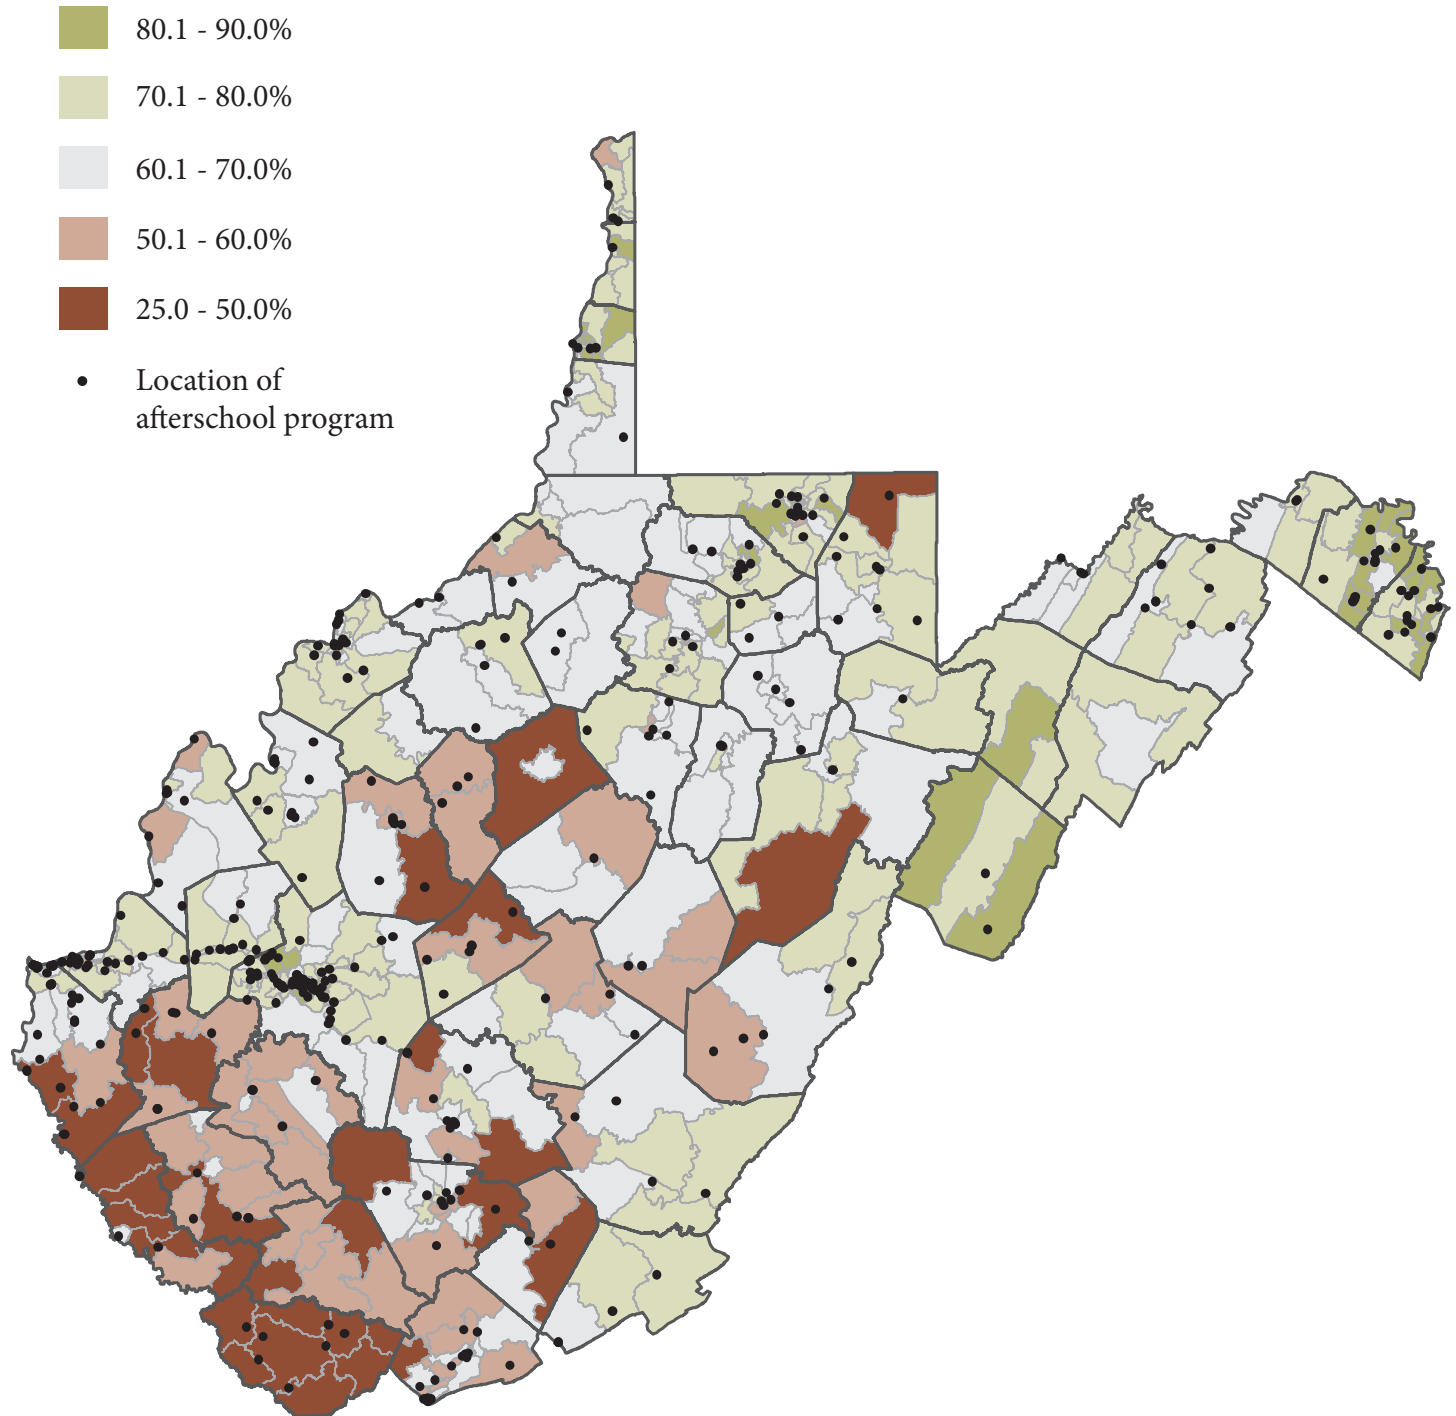 80.1 - 90.0%
70.1 - 80.0%
60.1 - 70.0%
50.1 - 60.0%
25.0 - 50.0%
Location of
afterschool program